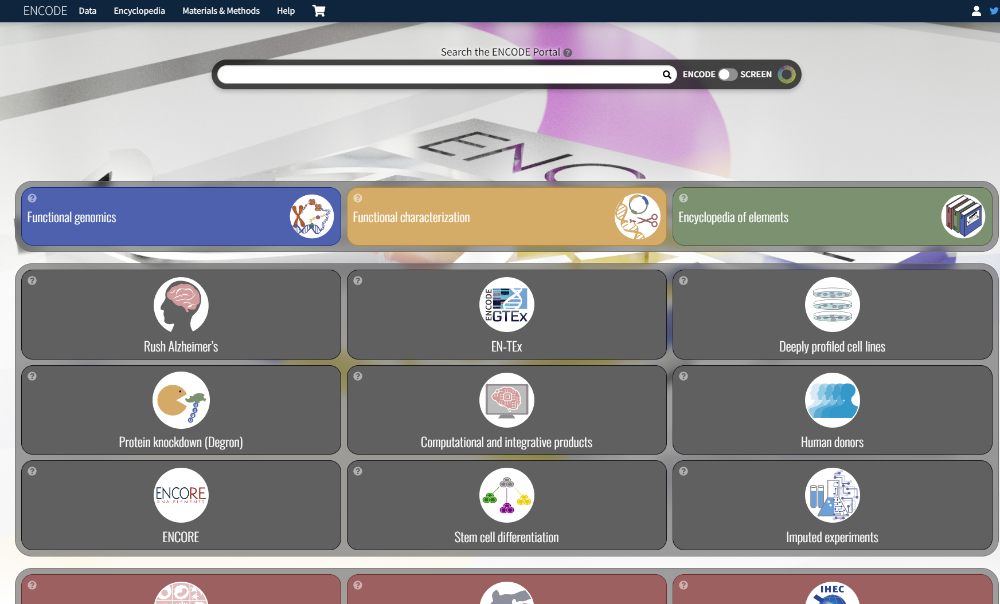 ENCODE Data Encyclopedia Materials & Methods Help
Search the ENCODE Portal
ENCODE SCREEN
ENCO
Functional genomics
Functional characterization
Encyclopedia of elements
ENCODE
GTEx
Rush Alzheimer’s
EN-TEx
Deeply profiled cell lines
U
U
U
U
Protein knockdown (Degron)
Computational and integrative products
Human donors
ENCORE
RNA ELEMENTS
ENCORE
Stem cell differentiation
Imputed experiments
IHEC